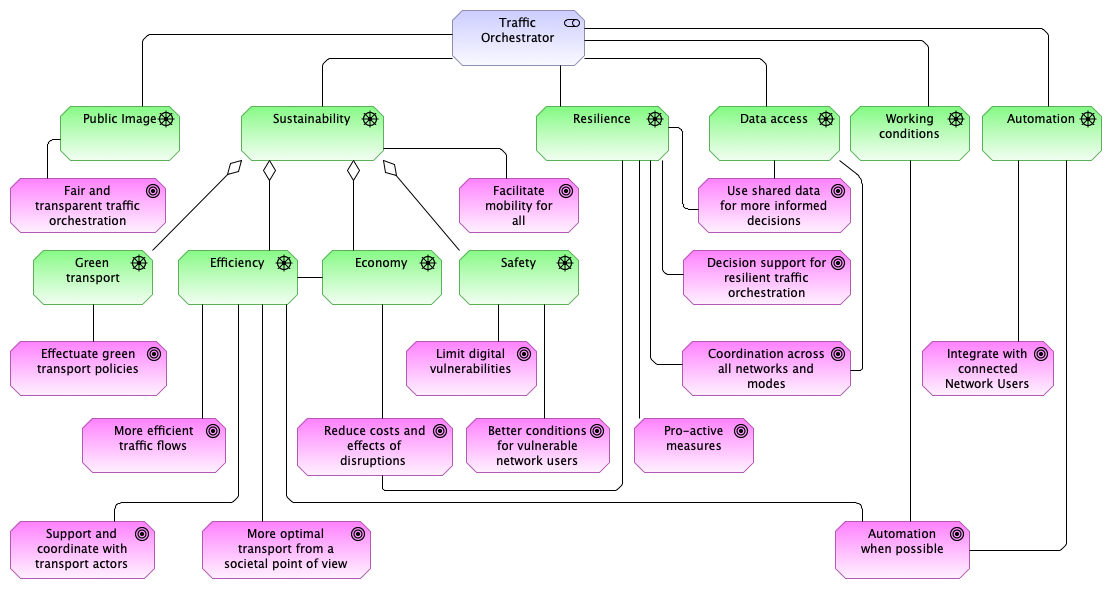 Traffic
Orchestrator
Public Image
Sustainability
Resilience
Data access
Working
conditions
Automation
Fair and
transparent traffic
orchestration
Facilitate
mobility for
all
Use shared data
for more informed
decisions
Green
transport
Efficiency
Economy
Safety
Decision support for
resilient traffic
orchestration
Effectuate green
transport policies
Limit digital
vulnerabilities
Coordination across
all networks and
modes
Integrate with
connected
Network Users
More efficient
traffic flows
Reduce costs and
effects of
disruptions
Better conditions
for vulnerable
network users
Pro-active
measures
Support and
coordinate with
transport actors
More optimal
transport from a
societal point of view
Automation
when possible